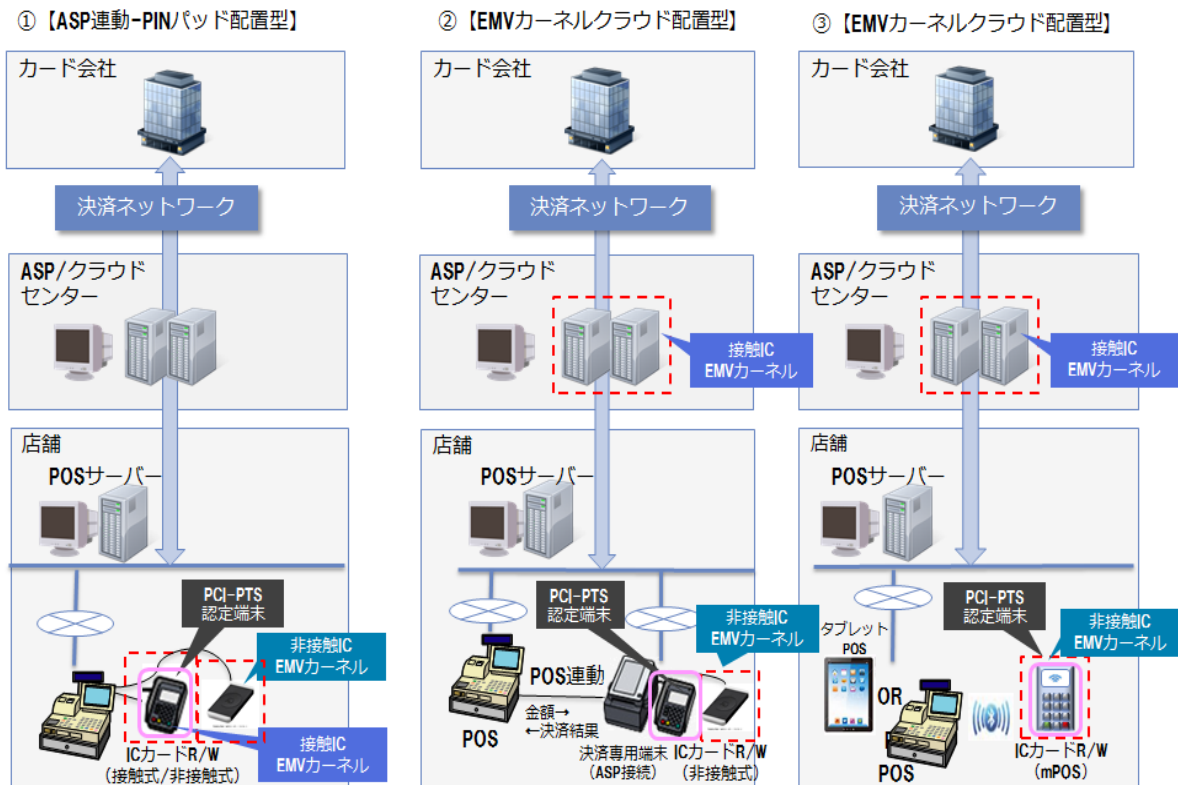 ①【ASP連動-PINパッド配置型】
カード会社
決済ネットワーク
ASP/クラウド
センター
店舗
POSサーバー
PCI-PTS
認定端末
非接触IC
EMVカーネル
接触IC
EMVカーネル
ICカードR/W
(接触式/非接触式)
②【EMVカーネルクラウド配置型】
カード会社
決済ネットワーク
ASP/クラウド
センター
接触IC
EMVカーネル
店舗
POSサーバー
PCI-PTS
認定端末
非接触IC
EMVカーネル
POS連動
金額→
←決済結果
POS
決済専用端末
(ASP接続)
ICカードR/W
(非接触式)
③【EMVカーネルクラウド配置型】
カード会社
決済ネットワーク
ASP/クラウド
センター
接触IC
EMVカーネル
店舗
POSサーバー
PCI-PTS
認定端末
非接触IC
EMVカーネル
タブレット
POS
OR
POS
ICカードR/W
(mPOS)